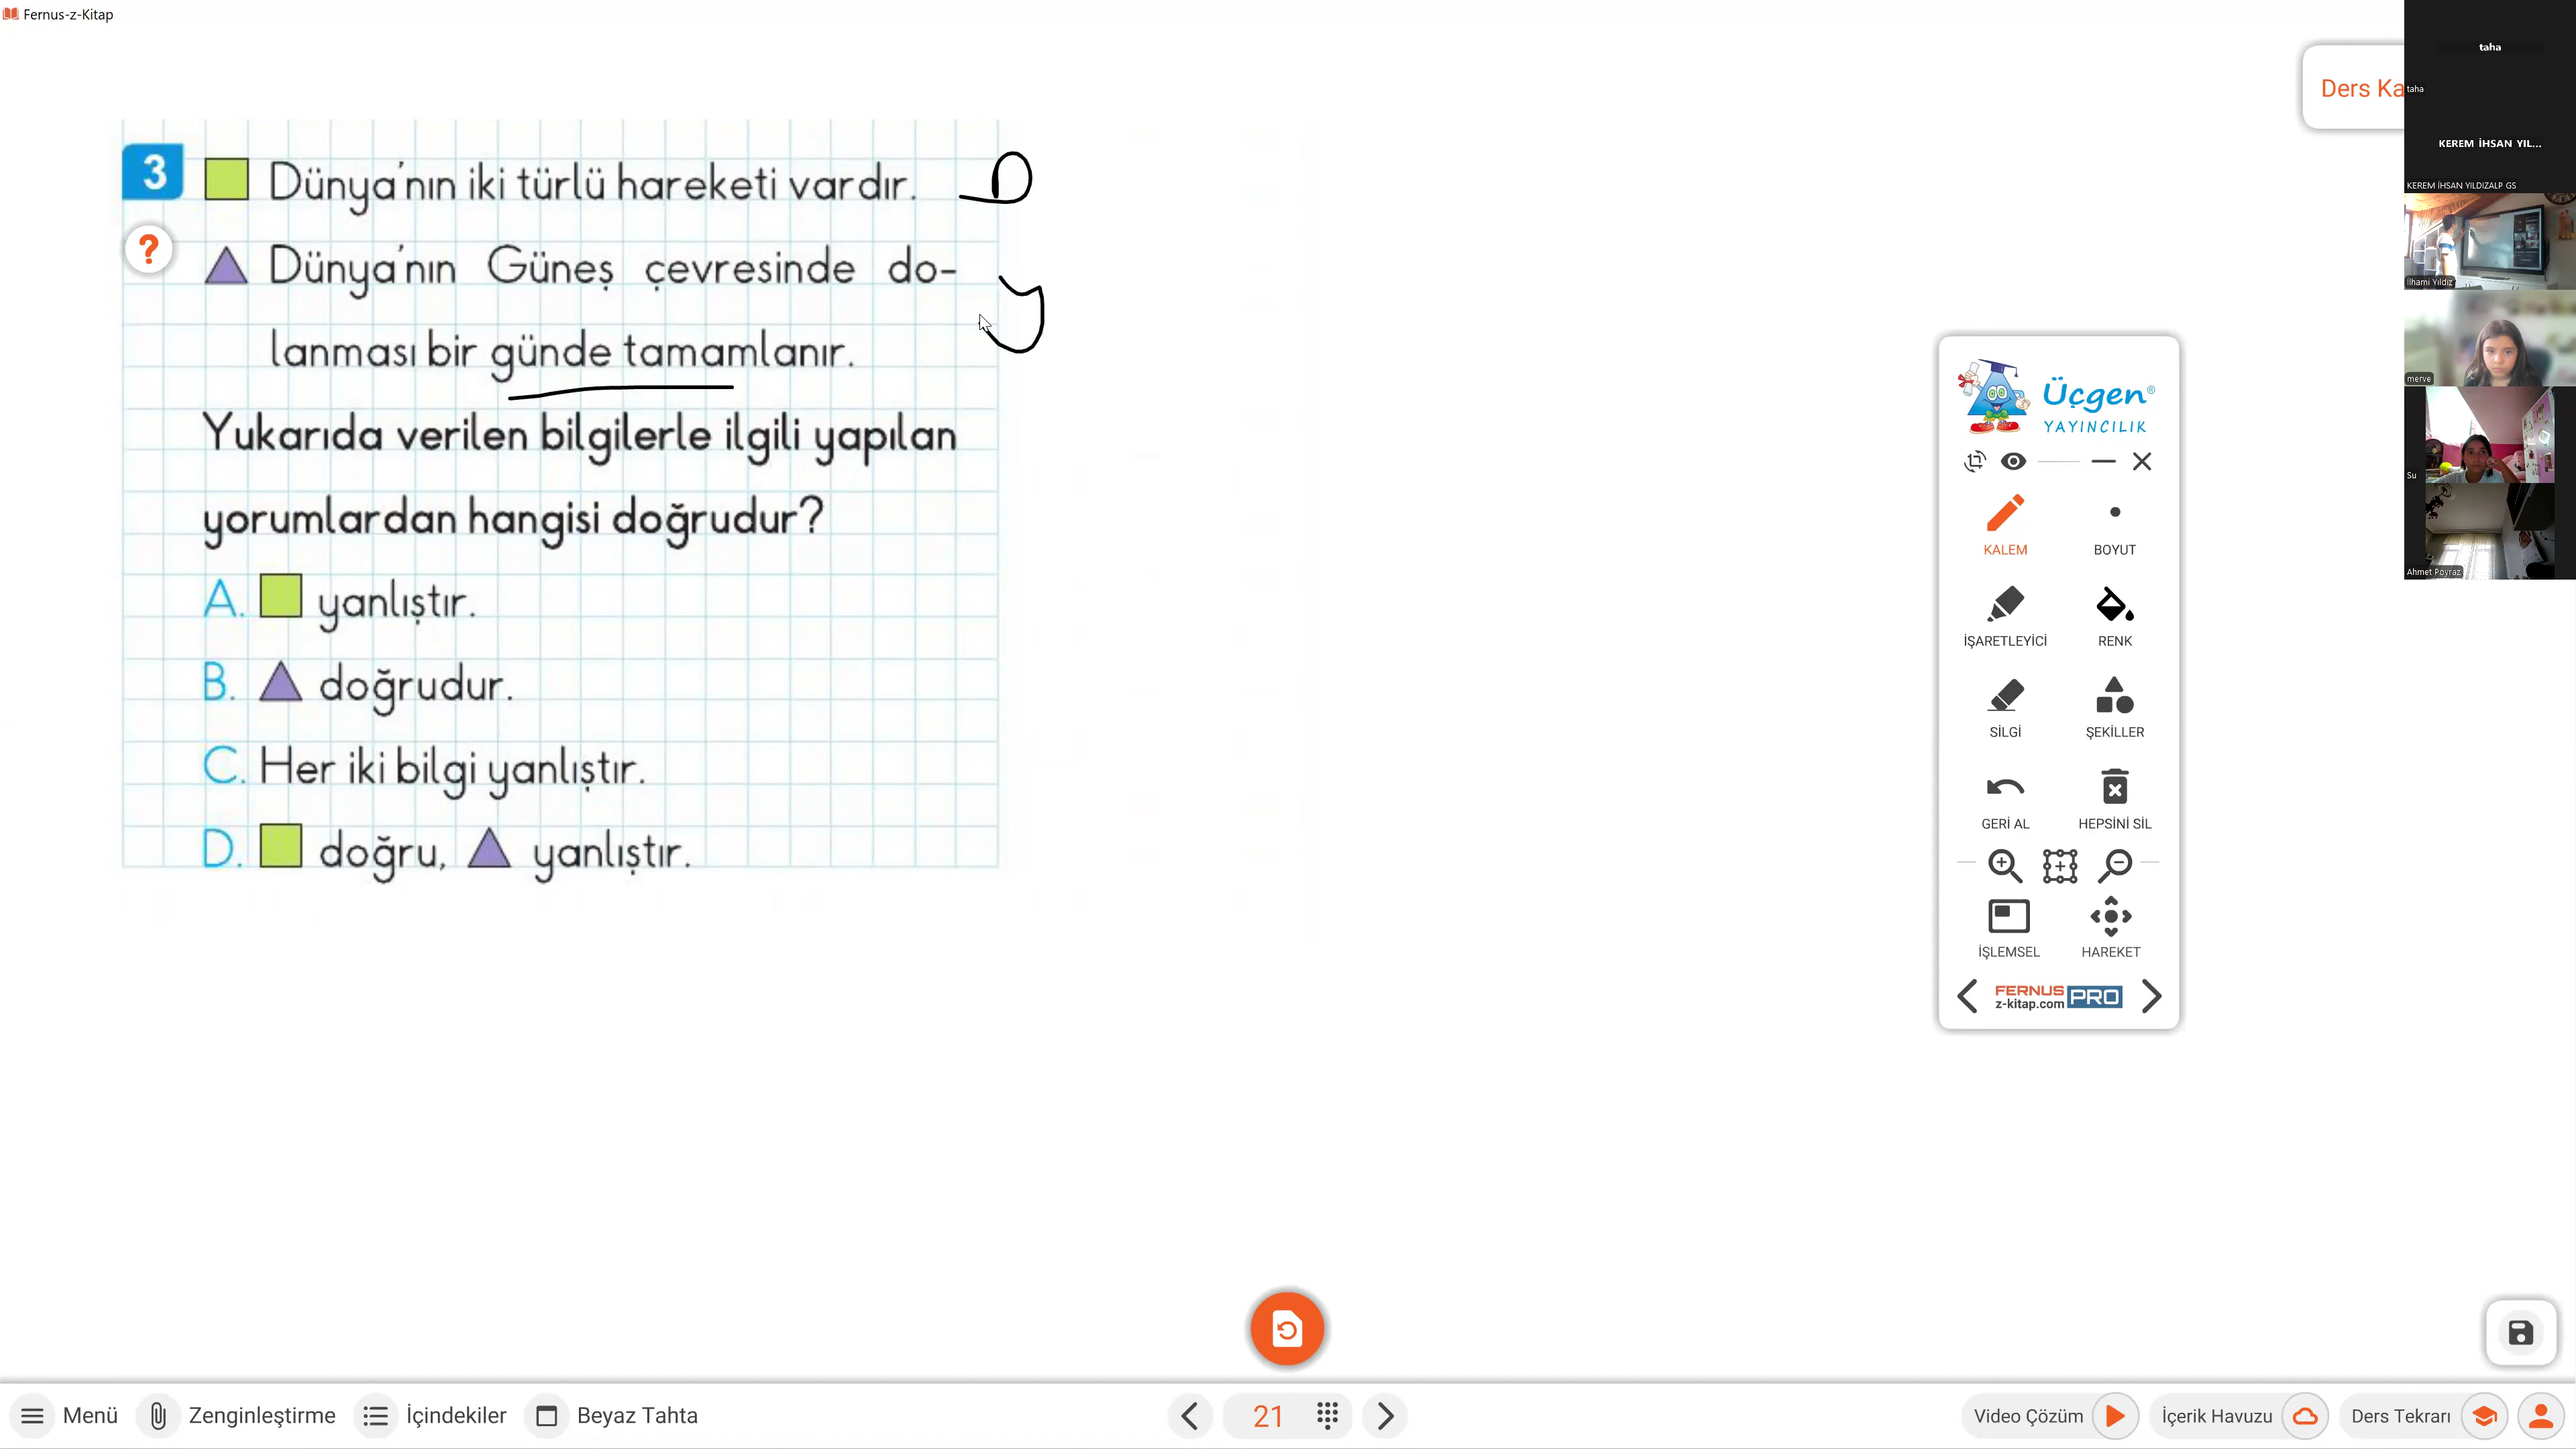 Fernus-z-Kitap
Ders Ka
taha
taha
KEREM İHSAN YIL...
KEREM İHSAN YILDIZALP GS
İlhami Yıldız
merve
Su
Ahmet Poyraz
3
Dünya'nın iki türlü hareketi vardır. D
?
Dünya'nın Güneş çevresinde do-
lanması bir günde tamamlanır. y
Yukarıda verilen bilgilerle ilgili yapılan
yorumlardan hangisi doğrudur?
A. yanlıştır.
B. doğrudur.
C. Her iki bilgi yanlıştır.
D. doğru, yanlıştır.
Üçgen®
YAYINCILIK
KALEM BOYUT
İŞARETLEYİCİ RENK
SİLGİ ŞEKİLLER
GERİ AL HEPSİNİ SİL
İŞLEMSEL HAREKET
FERNUS
z-kitap.com PRO
Menü Zenginleştirme İçindekiler Beyaz Tahta 21 Video Çözüm İçerik Havuzu Ders Tekrarı